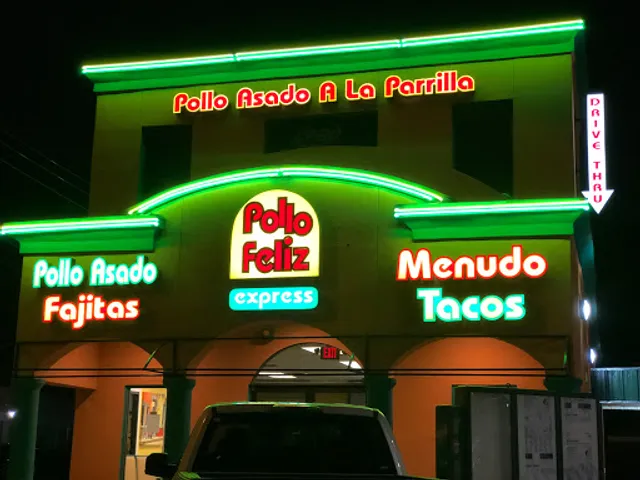 Pollo Asado A La Parrilla
DRIVE THRU
Pollo
Feliz
express
Pollo Asado
Fajitas
Menudo
Tacos
EXIT